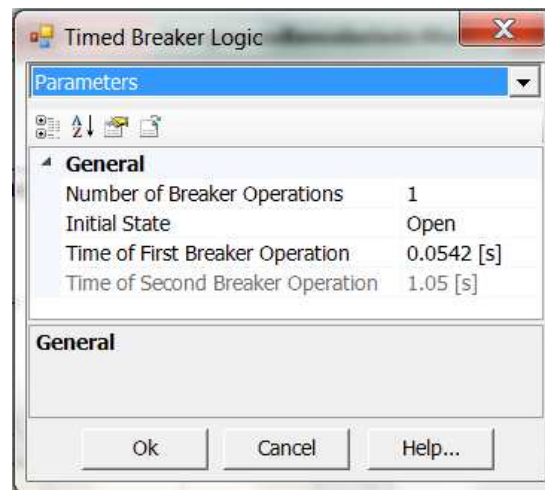 Timed Breaker Logic
Parameters
General
Number of Breaker Operations 1
Initial State Open
Time of First Breaker Operation 0.0542 [s]
Time of Second Breaker Operation 1.05 [s]
General
Ok Cancel Help...